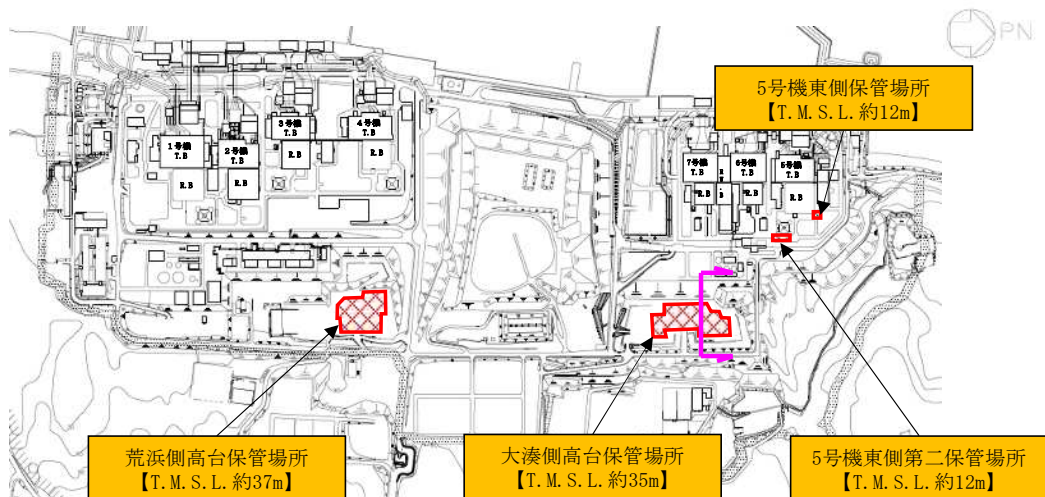 PN
5号機東側保管場所
【T.M.S.L.約12m】
1号機
T.B
2号機
T.B
3号機
T.B
4号機
T.B
R.B
R.B
R.B
R.B
7号機
T.B
6号機
T.B
5号機
T.B
R.B
R.B
R.B
荒浜側高台保管場所
【T.M.S.L.約37m】
大湊側高台保管場所
【T.M.S.L.約35m】
5号機東側第二保管場所
【T.M.S.L.約12m】